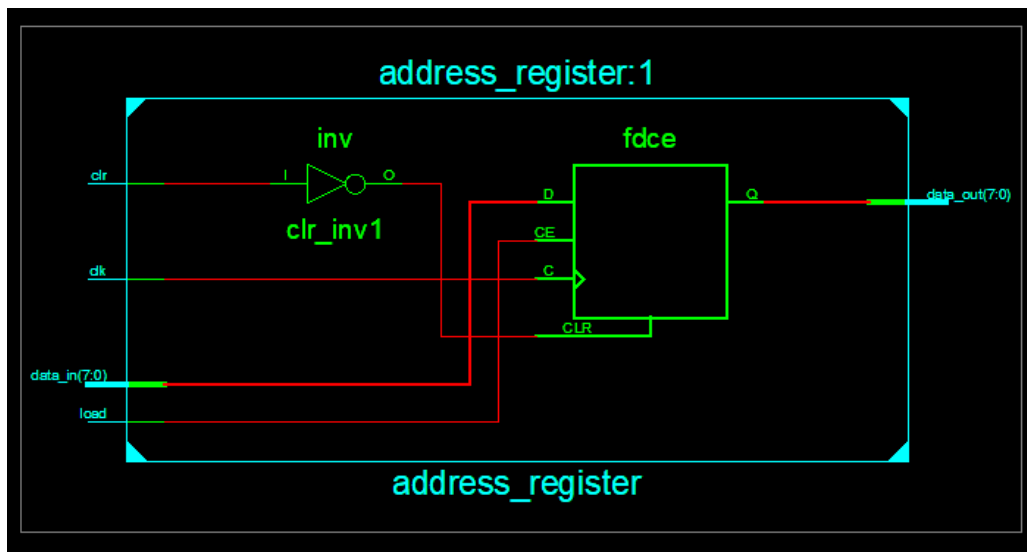 address_register:1
inv
fdce
clr
I
O
D
Q
data_out(7:0)
clr_inv1
CE
clk
C
CLR
data_in(7:0)
load
address_register